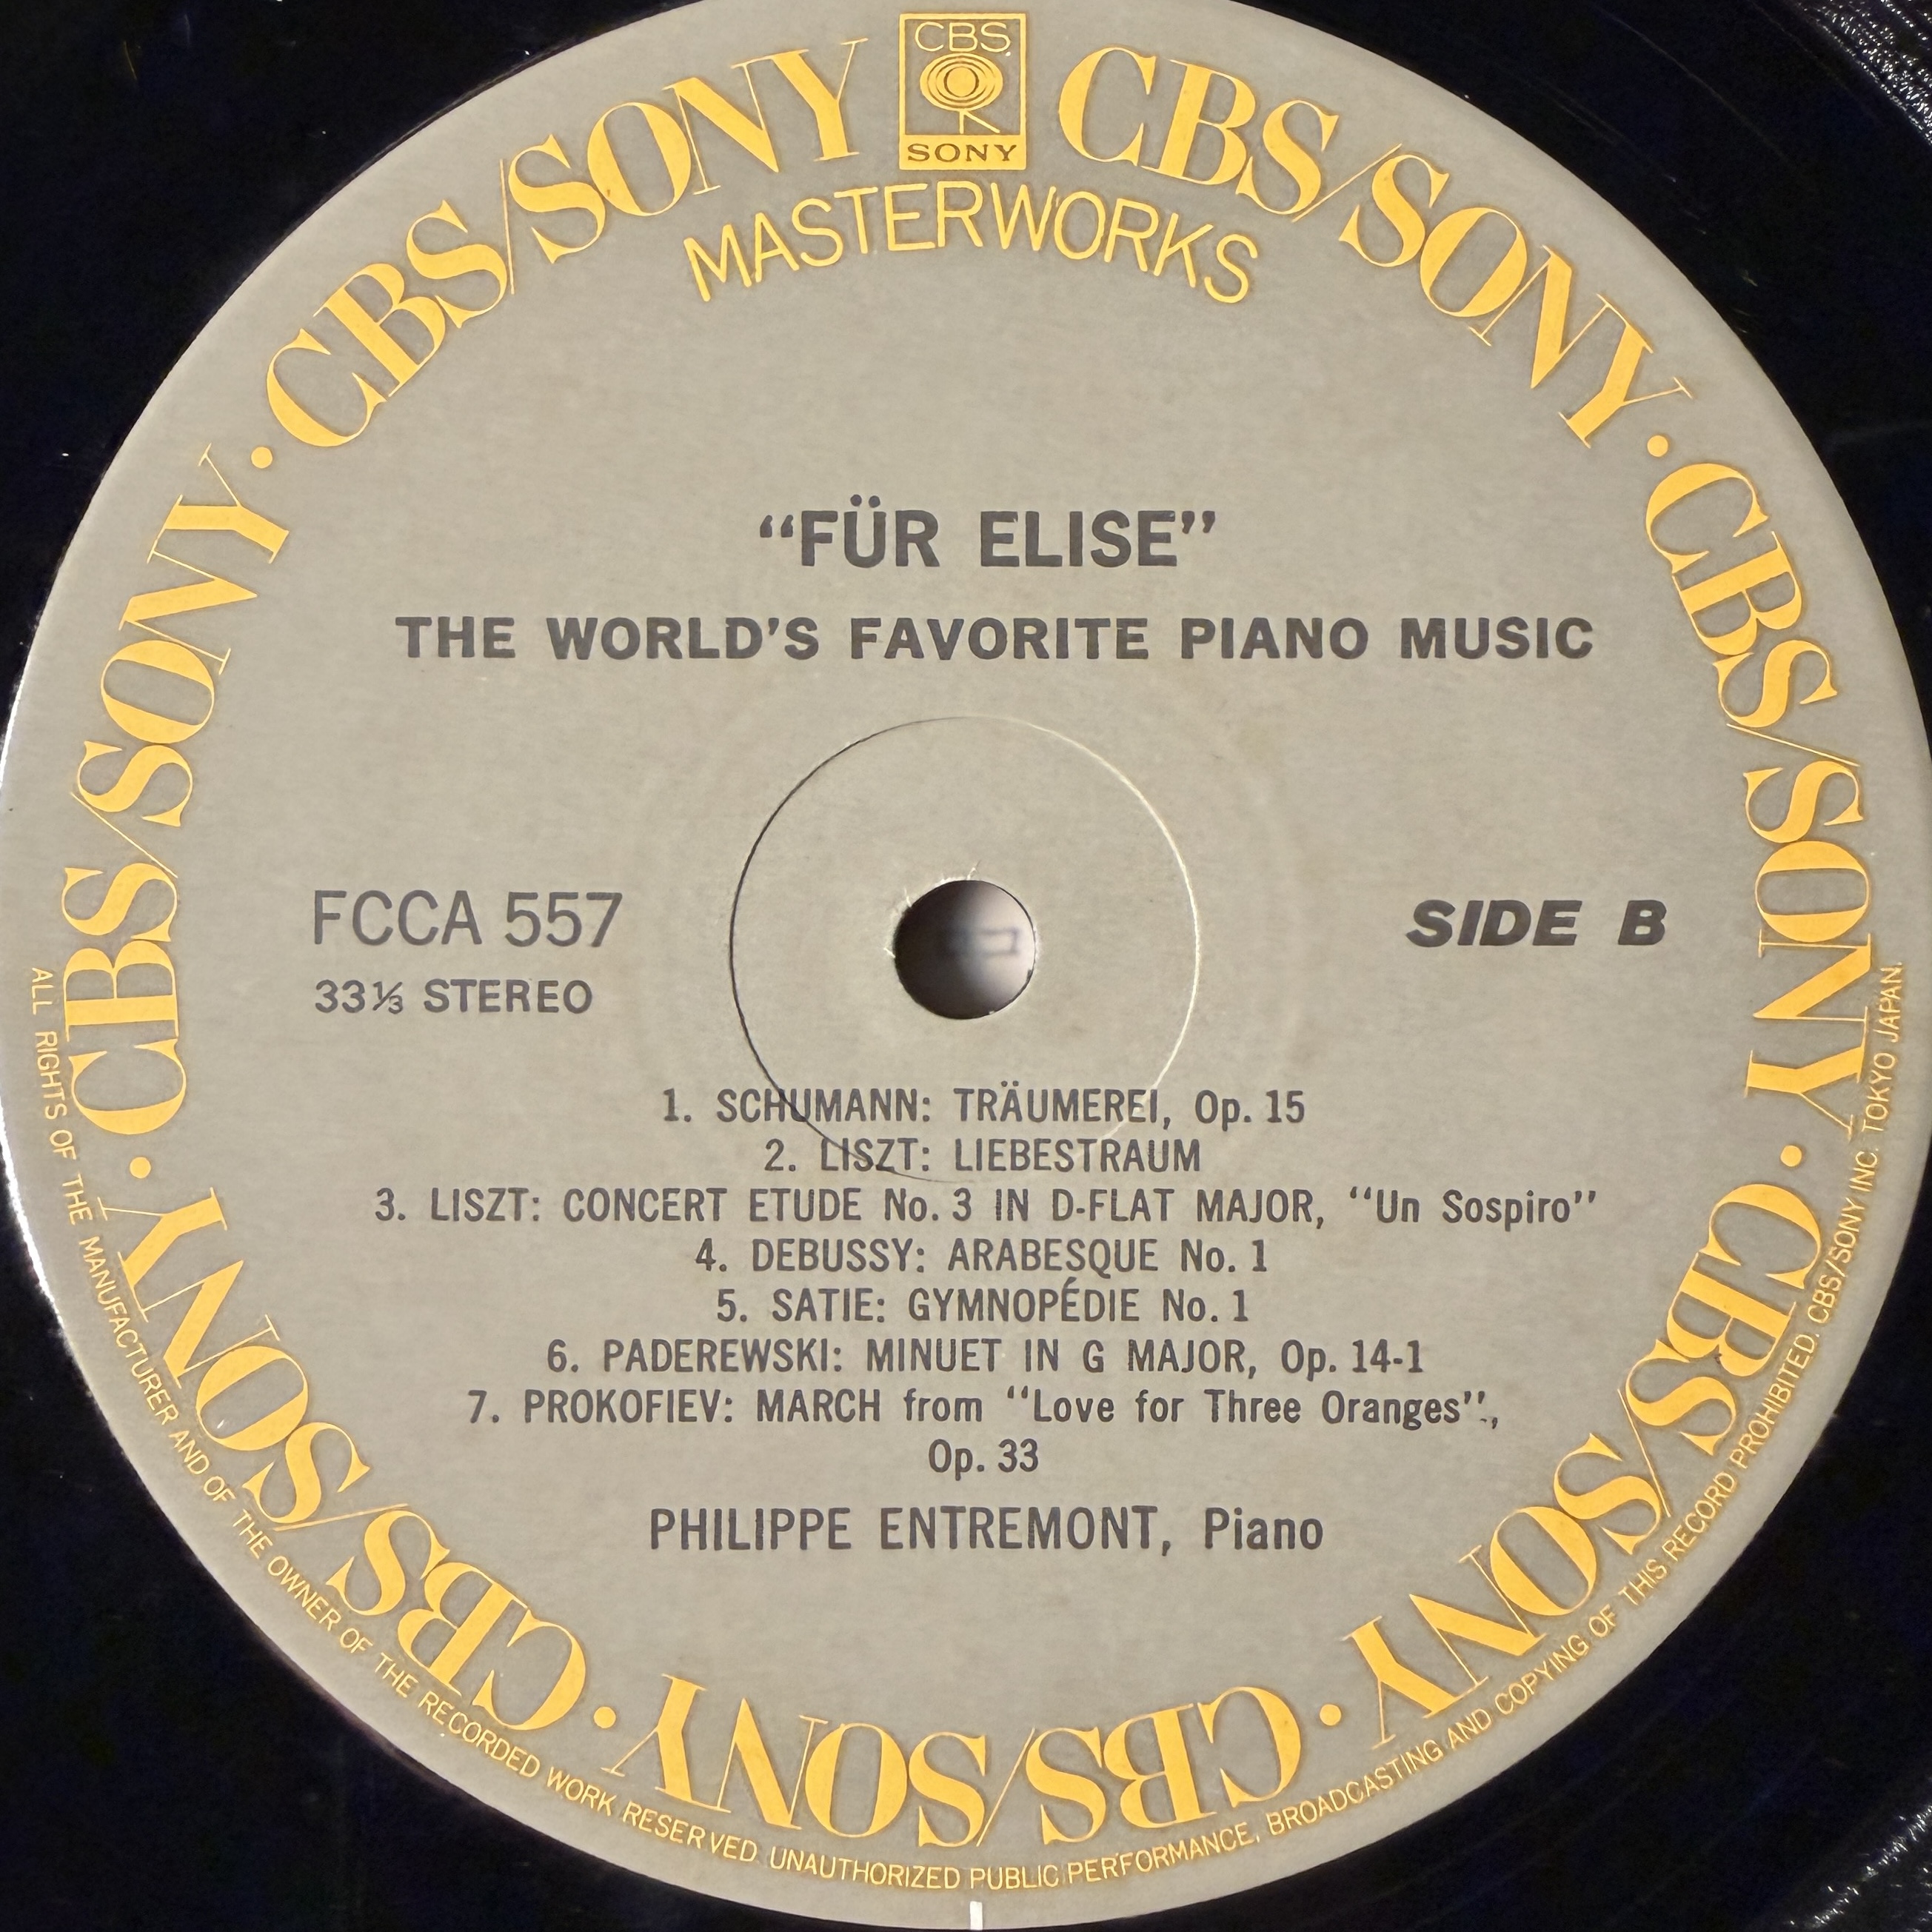 CBS
SONY
CBS/SONY · CBS/SONY · CBS/SONY · CBS/SONY · CBS/SONY · CBS/SONY · CBS/SONY
MASTERWORKS
“FÜR ELISE”
THE WORLD’S FAVORITE PIANO MUSIC
FCCA 557
SIDE B
33⅓ STEREO
1. SCHUMANN: TRÄUMEREI, Op. 15
2. LISZT: LIEBESTRAUM
3. LISZT: CONCERT ETUDE No. 3 IN D-FLAT MAJOR, “Un Sospiro”
4. DEBUSSY: ARABESQUE No. 1
5. SATIE: GYMNOPÉDIE No. 1
6. PADEREWSKI: MINUET IN G MAJOR, Op. 14-1
7. PROKOFIEV: MARCH from “Love for Three Oranges”,
Op. 33
PHILIPPE ENTREMONT, Piano
ALL RIGHTS OF THE MANUFACTURER AND OF THE OWNER OF THE RECORDED WORK RESERVED. UNAUTHORIZED PUBLIC PERFORMANCE, BROADCASTING AND COPYING OF THIS RECORD PROHIBITED. CBS/SONY INC. TOKYO JAPAN.